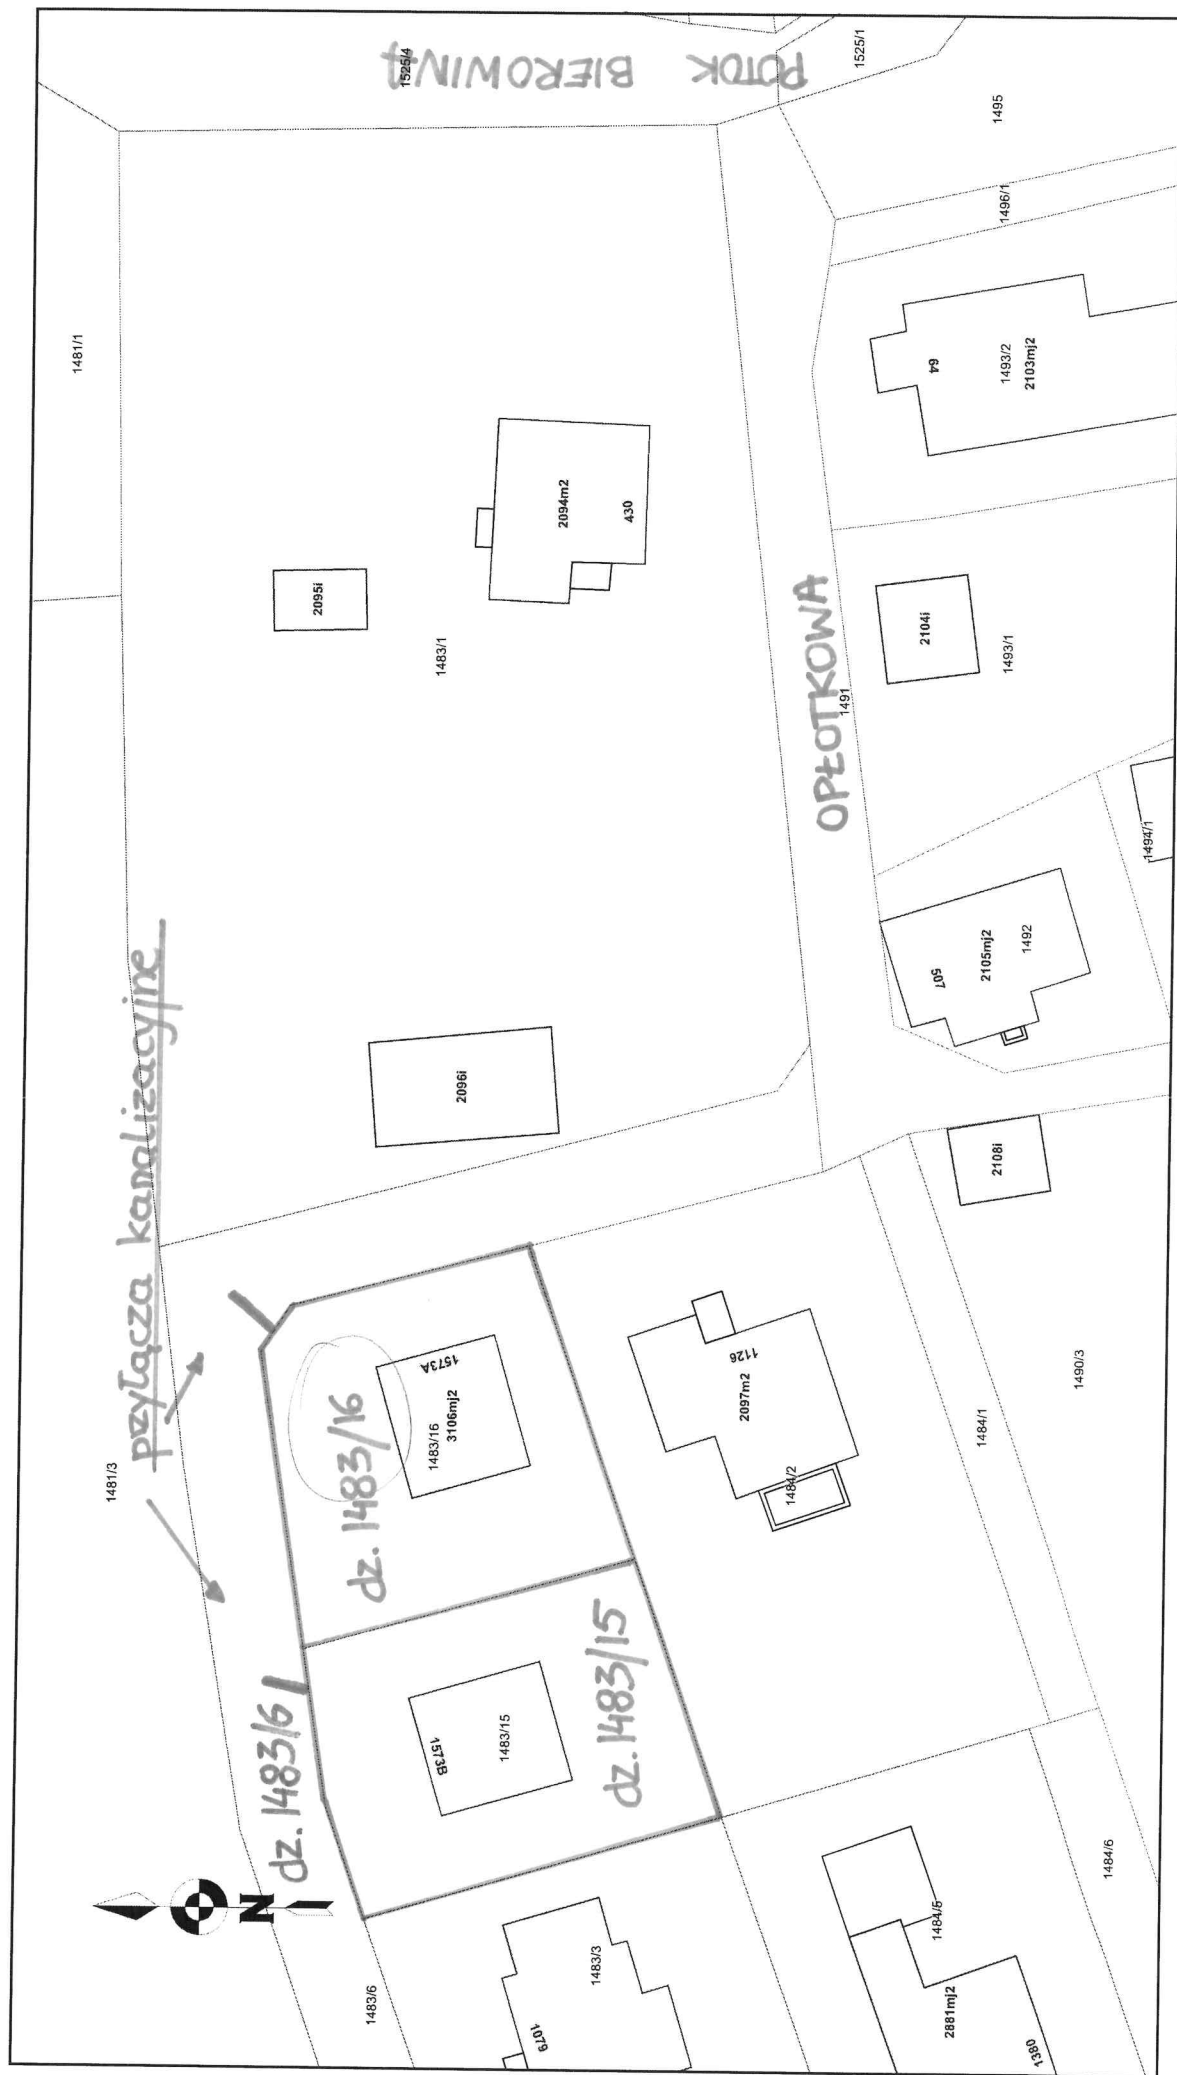 POTOK BIEROWINA
1525/4
1525/1
1495
1496/1
1481/1
1493/2
2103mj2
64
2094m2
430
2095i
1483/1
2104i
1493/1
1491
OPŁOTKOWA
1494/1
2105mj2
507
1492
przyłącza kanalizacyjne
2096i
2108i
1481/3
1573A
3106mj2
1483/16
dz. 1483/16
1126
2097m2
1484/2
1484/1
1490/3
dz. 1483/6
1573B
1483/15
dz. 1483/15
N
1483/6
1483/3
1079
1484/5
2881mj2
1380
1484/6